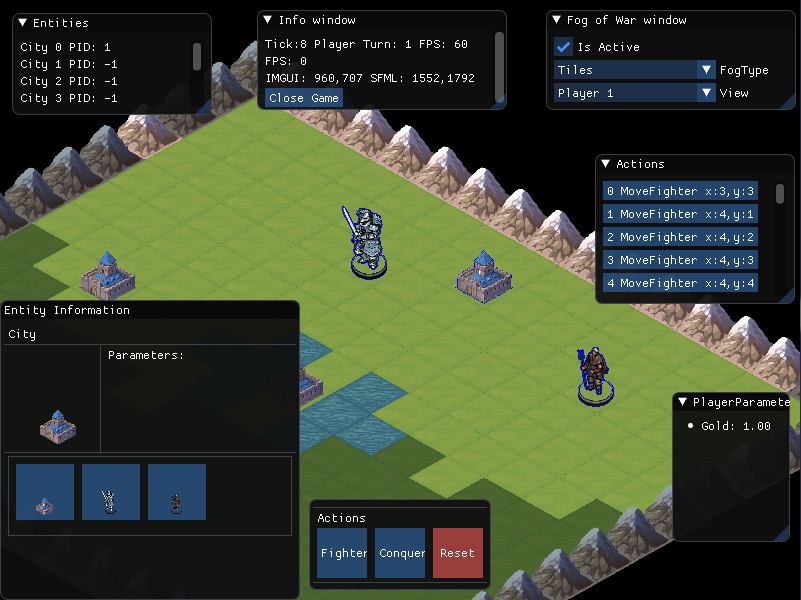 Entities
City 0 PID: 1
City 1 PID: -1
City 2 PID: -1
City 3 PID: -1
Info window
Tick:8 Player Turn: 1 FPS: 60
FPS: 0
IMGUI: 960,707 SFML: 1552,1792
Close Game
Fog of War window
Is Active
Tiles FogType
Player 1 View
Actions
0 MoveFighter x:3,y:3
1 MoveFighter x:4,y:1
2 MoveFighter x:4,y:2
3 MoveFighter x:4,y:3
4 MoveFighter x:4,y:4
Entity Information
City
Parameters:
PlayerParamete
Gold: 1.00
Actions
Fighter Conquer Reset